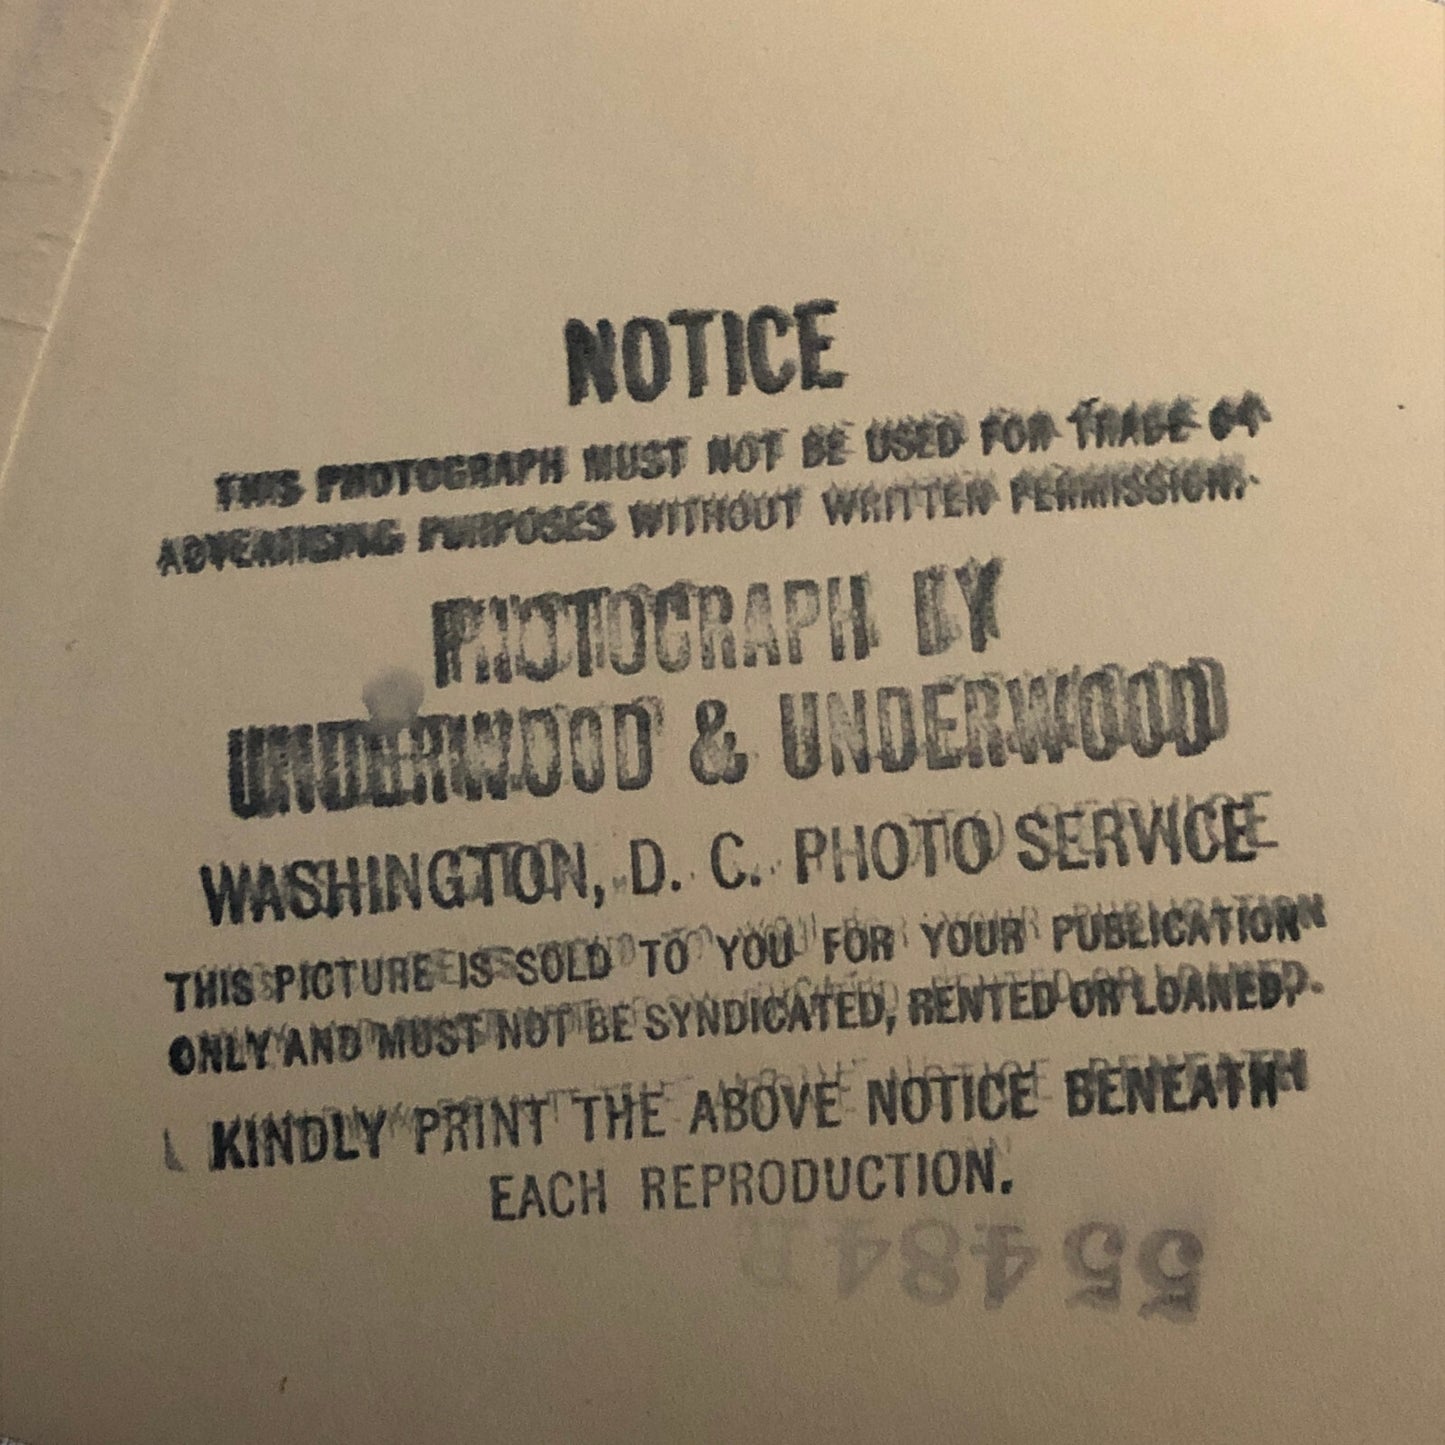 NOTICE
THIS PHOTOGRAPH MUST NOT BE USED FOR TRADE OR
ADVERTISING PURPOSES WITHOUT WRITTEN PERMISSION.
PHOTOGRAPH BY
UNDERWOOD & UNDERWOOD
WASHINGTON, D. C. PHOTO SERVICE
THIS PICTURE IS SOLD TO YOU FOR YOUR PUBLICATION
ONLY AND MUST NOT BE SYNDICATED, RENTED OR LOANED.
KINDLY PRINT THE ABOVE NOTICE BENEATH
EACH REPRODUCTION.